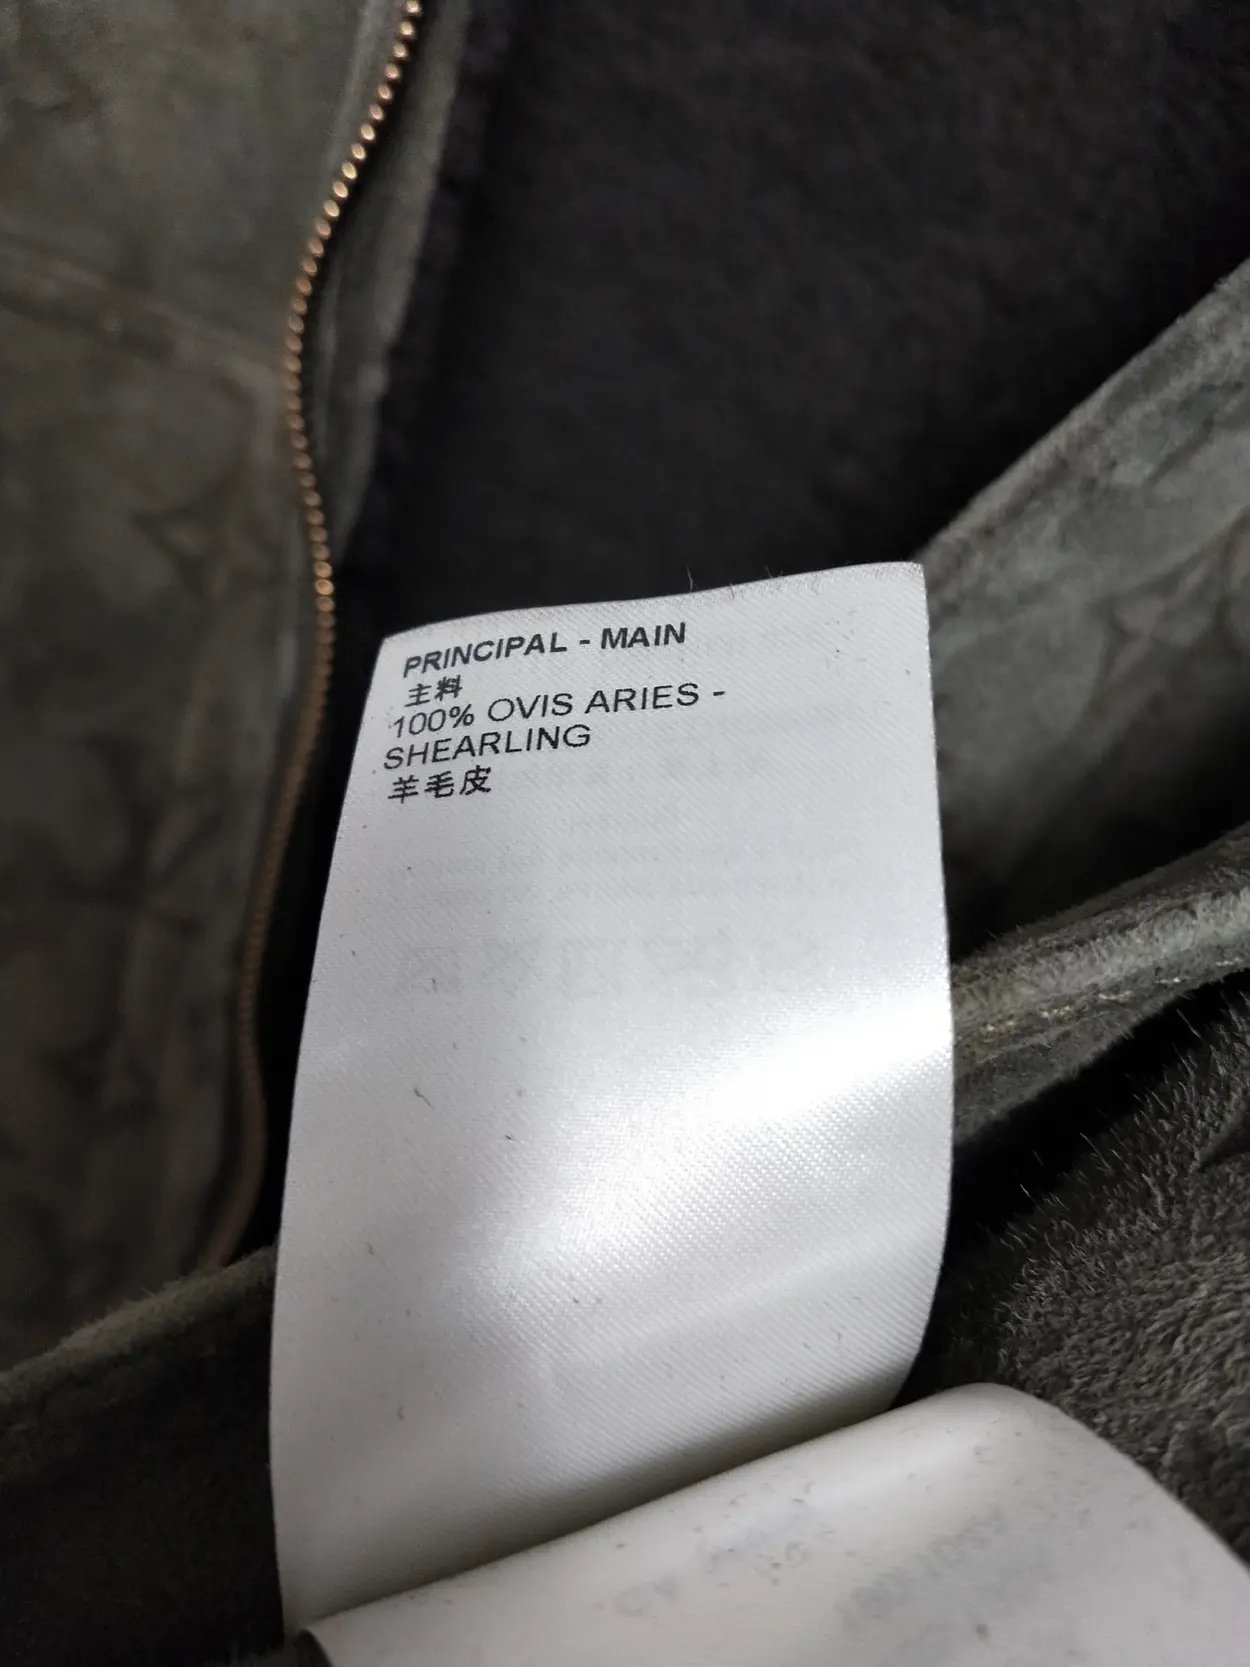 PRINCIPAL - MAIN
主料
100% OVIS ARIES -
SHEARLING
羊毛皮